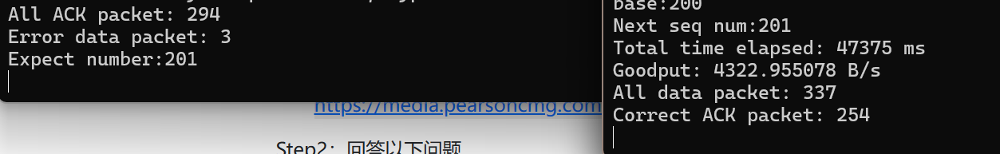 All ACK packet: 294
Error data packet: 3
Expect number:201
https://media.pearsoncmg.com
Step2：回答以下问题
base:200
Next seq num:201
Total time elapsed: 47375 ms
Goodput: 4322.955078 B/s
All data packet: 337
Correct ACK packet: 254